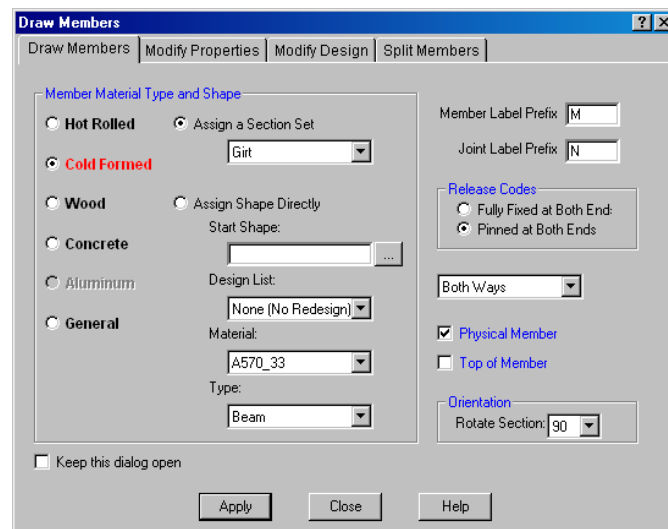 Draw Members
Draw Members Modify Properties Modify Design Split Members
Member Material Type and Shape
Hot Rolled
Cold Formed
Wood
Concrete
Aluminum
General
Assign a Section Set
Girt
Assign Shape Directly
Start Shape:
...
Design List:
None (No Redesign)
Material:
A570_33
Type:
Beam
Member Label Prefix M
Joint Label Prefix N
Release Codes
Fully Fixed at Both End:
Pinned at Both Ends
Both Ways
Physical Member
Top of Member
Orientation
Rotate Section: 90
Keep this dialog open
Apply Close Help